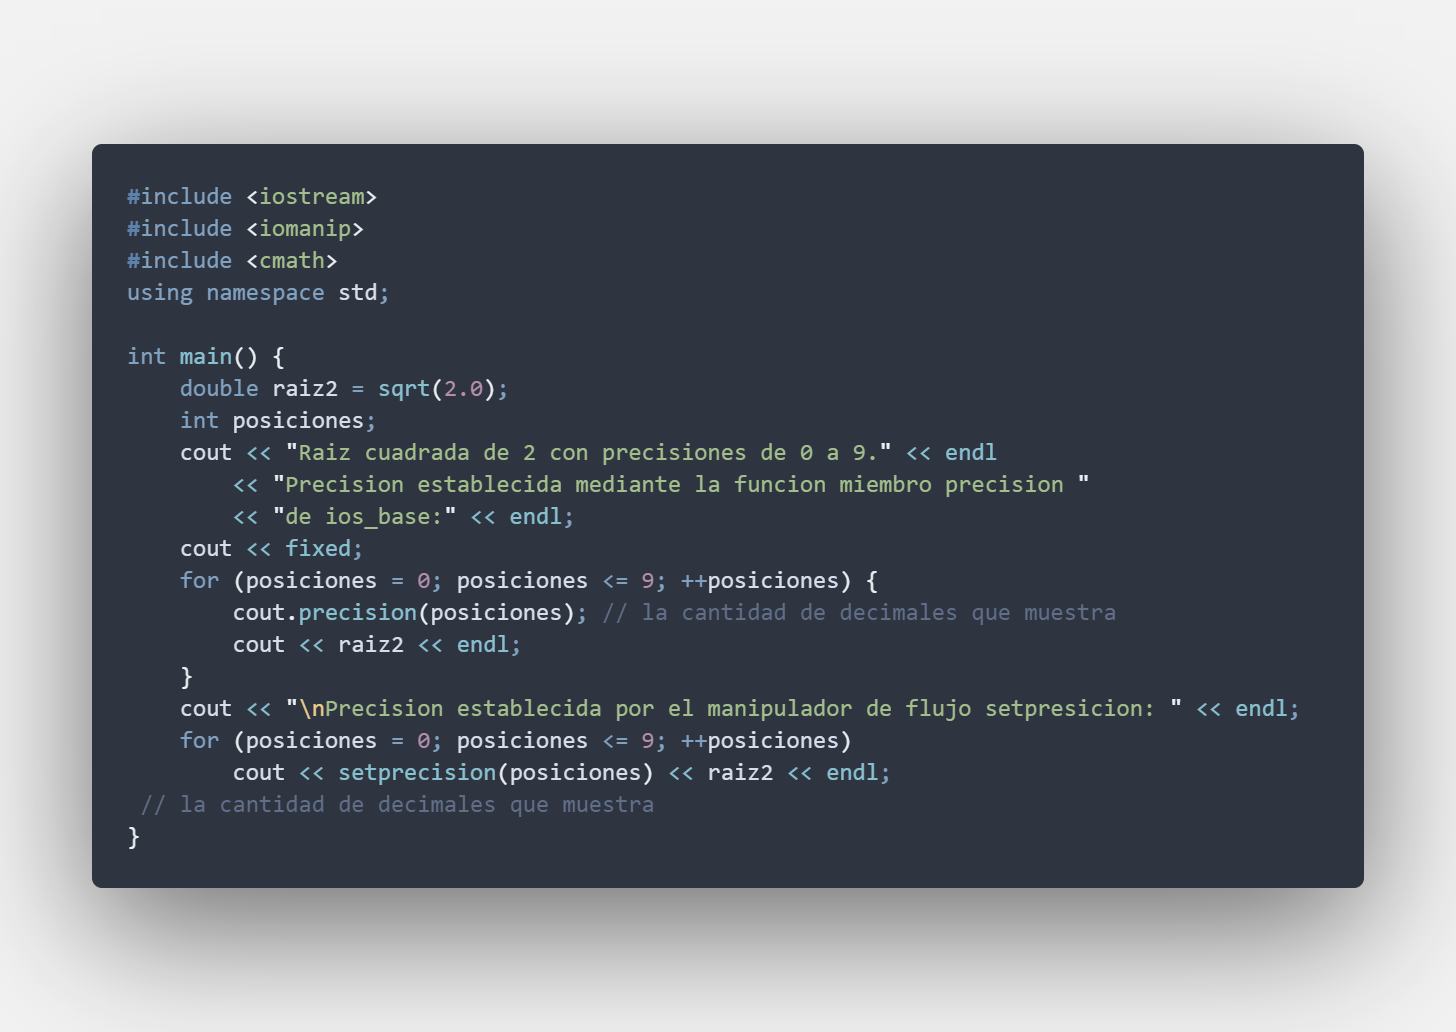 #include <iostream>
#include <iomanip>
#include <cmath>
using namespace std;

int main() {
    double raiz2 = sqrt(2.0);
    int posiciones;
    cout << "Raiz cuadrada de 2 con precisiones de 0 a 9." << endl
        << "Precision establecida mediante la funcion miembro precision "
        << "de ios_base:" << endl;
    cout << fixed;
    for (posiciones = 0; posiciones <= 9; ++posiciones) {
        cout.precision(posiciones); // la cantidad de decimales que muestra
        cout << raiz2 << endl;
    }
    cout << "\nPrecision establecida por el manipulador de flujo setpresicion: " << endl;
    for (posiciones = 0; posiciones <= 9; ++posiciones)
        cout << setprecision(posiciones) << raiz2 << endl;
 // la cantidad de decimales que muestra
}